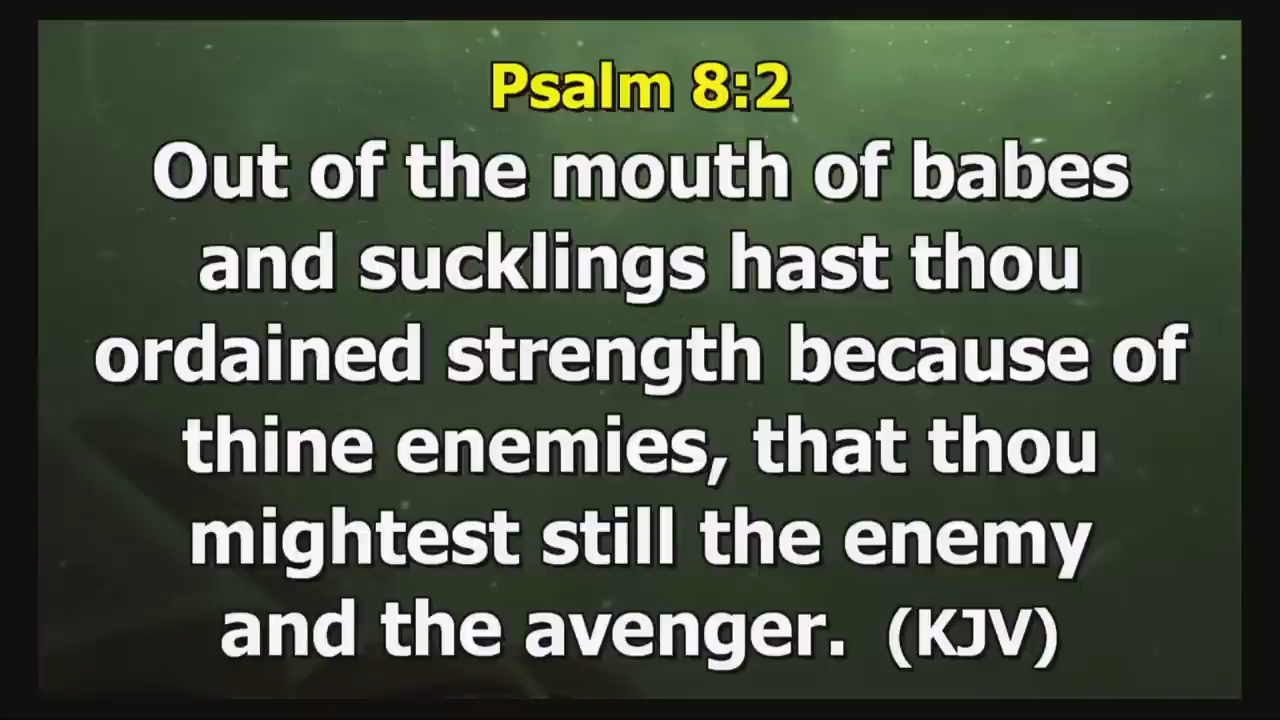 Psalm 8:2
Out of the mouth of babes
and sucklings hast thou
ordained strength because of
thine enemies, that thou
mightest still the enemy
and the avenger. (KJV)